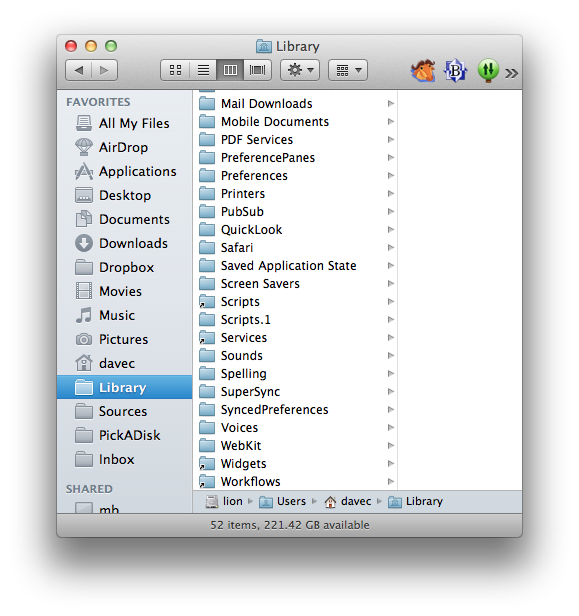 Library
FAVORITES
All My Files
AirDrop
Applications
Desktop
Documents
Downloads
Dropbox
Movies
Music
Pictures
davec
Library
Sources
PickADisk
Inbox
SHARED
mb
Mail Downloads
Mobile Documents
PDF Services
PreferencePanes
Preferences
Printers
PubSub
QuickLook
Safari
Saved Application State
Screen Savers
Scripts
Scripts.1
Services
Sounds
Spelling
SuperSync
SyncedPreferences
Voices
WebKit
Widgets
Workflows
lion Users davec Library
52 items, 221.42 GB available
B